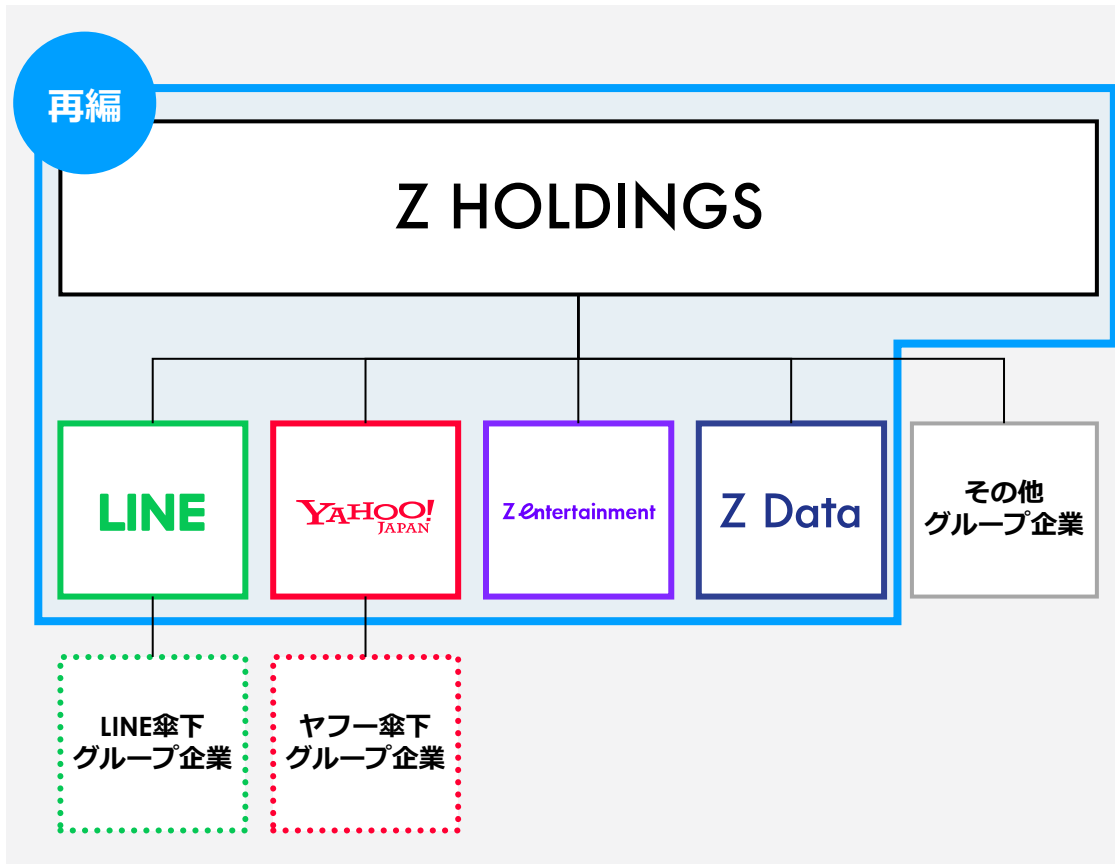 再編
Z HOLDINGS
LINE
YAHOO!
JAPAN
Z entertainment
Z Data
その他
グループ企業
LINE傘下
グループ企業
ヤフー傘下
グループ企業